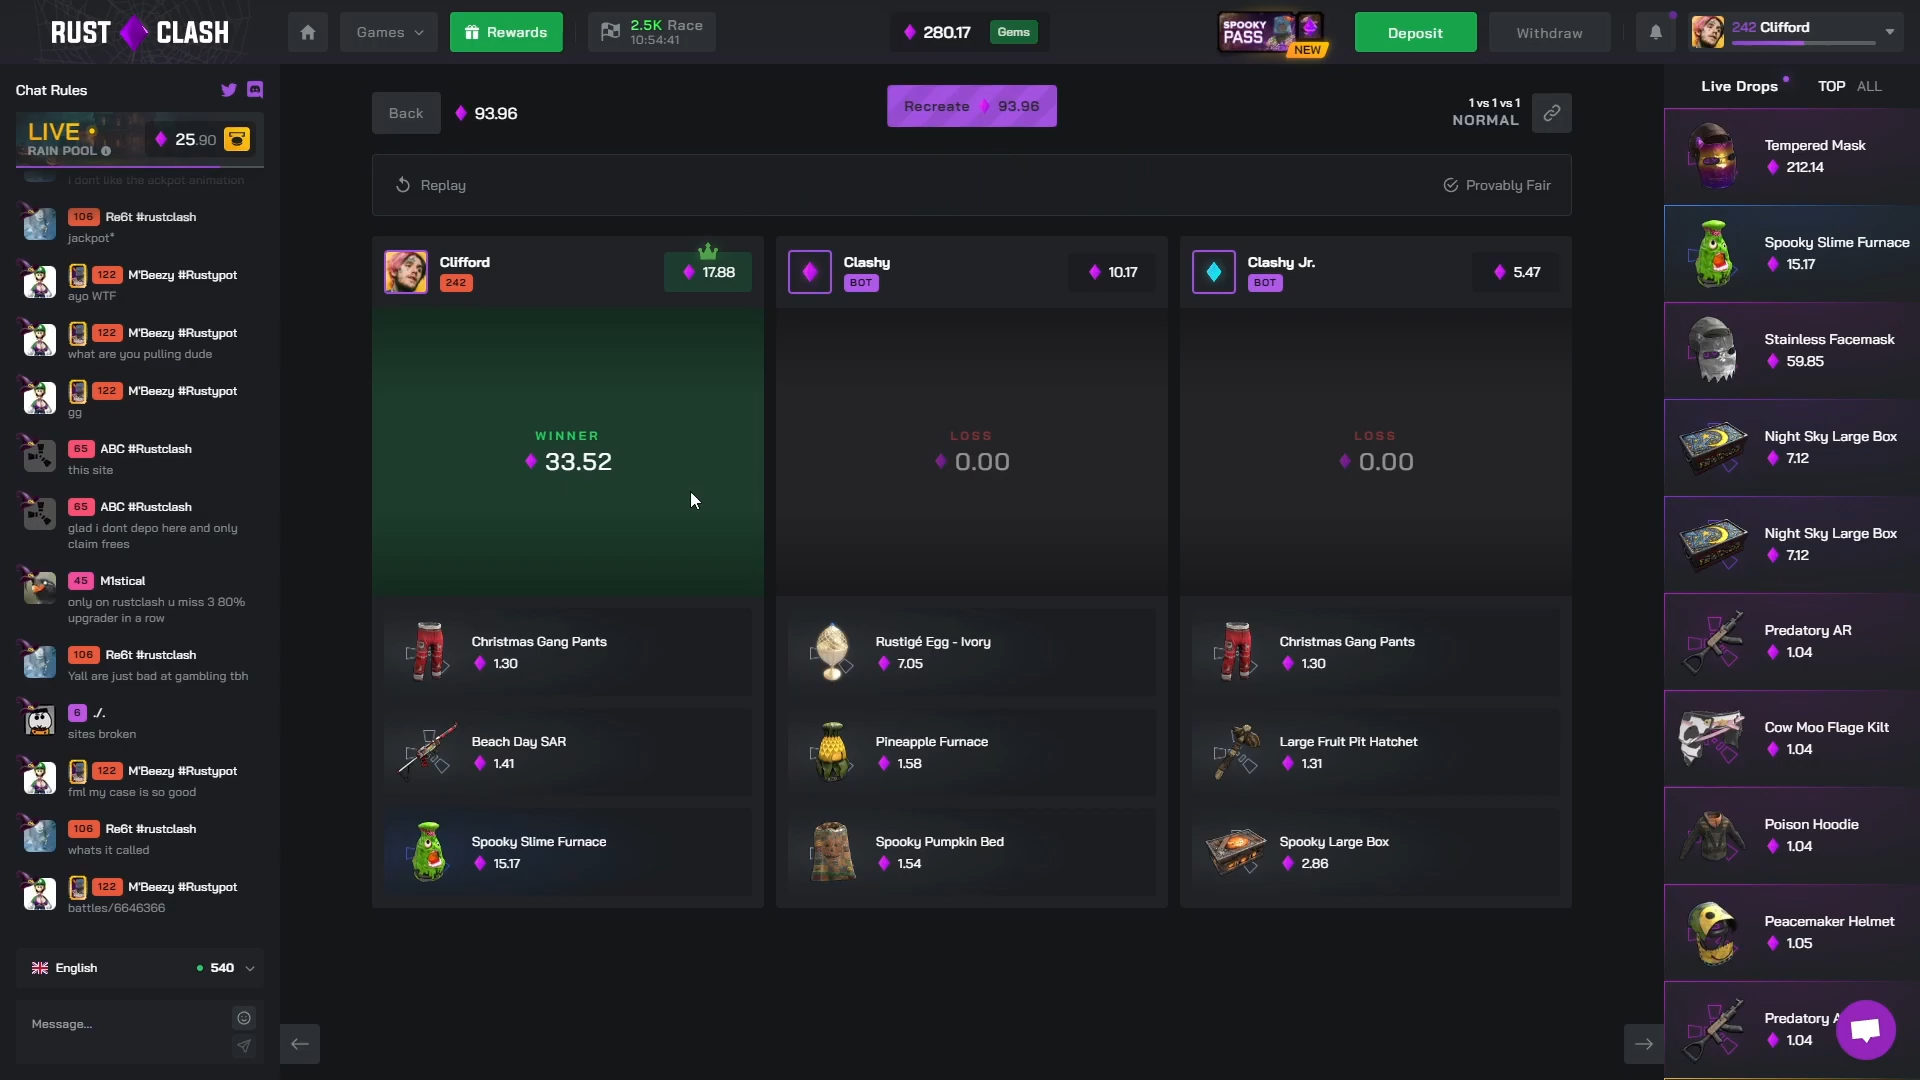 RUST CLASH
Games
Rewards
2.5K Race
10:54:41
280.17
Gems
SPOOKY PASS
NEW
Deposit
Withdraw
242 Clifford
Chat Rules
LIVE
RAIN POOL
25.90
i dont like the ackpot animation
106 Re6t #rustclash
jackpot*
122 M'Beezy #Rustypot
ayo WTF
122 M'Beezy #Rustypot
what are you pulling dude
122 M'Beezy #Rustypot
gg
65 ABC #Rustclash
this site
65 ABC #Rustclash
glad i dont depo here and only
claim frees
45 M1stical
only on rustclash u miss 3 80%
upgrader in a row
106 Re6t #rustclash
Yall are just bad at gambling tbh
6 ./.
sites broken
122 M'Beezy #Rustypot
fml my case is so good
106 Re6t #rustclash
whats it called
122 M'Beezy #Rustypot
battles/6646366
English
540
Message...
Back
93.96
Recreate 93.96
1 vs 1 vs 1
NORMAL
Replay
Provably Fair
Clifford
242
17.88
WINNER
33.52
Christmas Gang Pants
1.30
Beach Day SAR
1.41
Spooky Slime Furnace
15.17
Clashy
BOT
10.17
LOSS
0.00
Rustigé Egg - Ivory
7.05
Pineapple Furnace
1.58
Spooky Pumpkin Bed
1.54
Clashy Jr.
BOT
5.47
LOSS
0.00
Christmas Gang Pants
1.30
Large Fruit Pit Hatchet
1.31
Spooky Large Box
2.86
Live Drops
TOP ALL
Tempered Mask
212.14
Spooky Slime Furnace
15.17
Stainless Facemask
59.85
Night Sky Large Box
7.12
Night Sky Large Box
7.12
Predatory AR
1.04
Cow Moo Flage Kilt
1.04
Poison Hoodie
1.04
Peacemaker Helmet
1.05
Predatory A
1.04